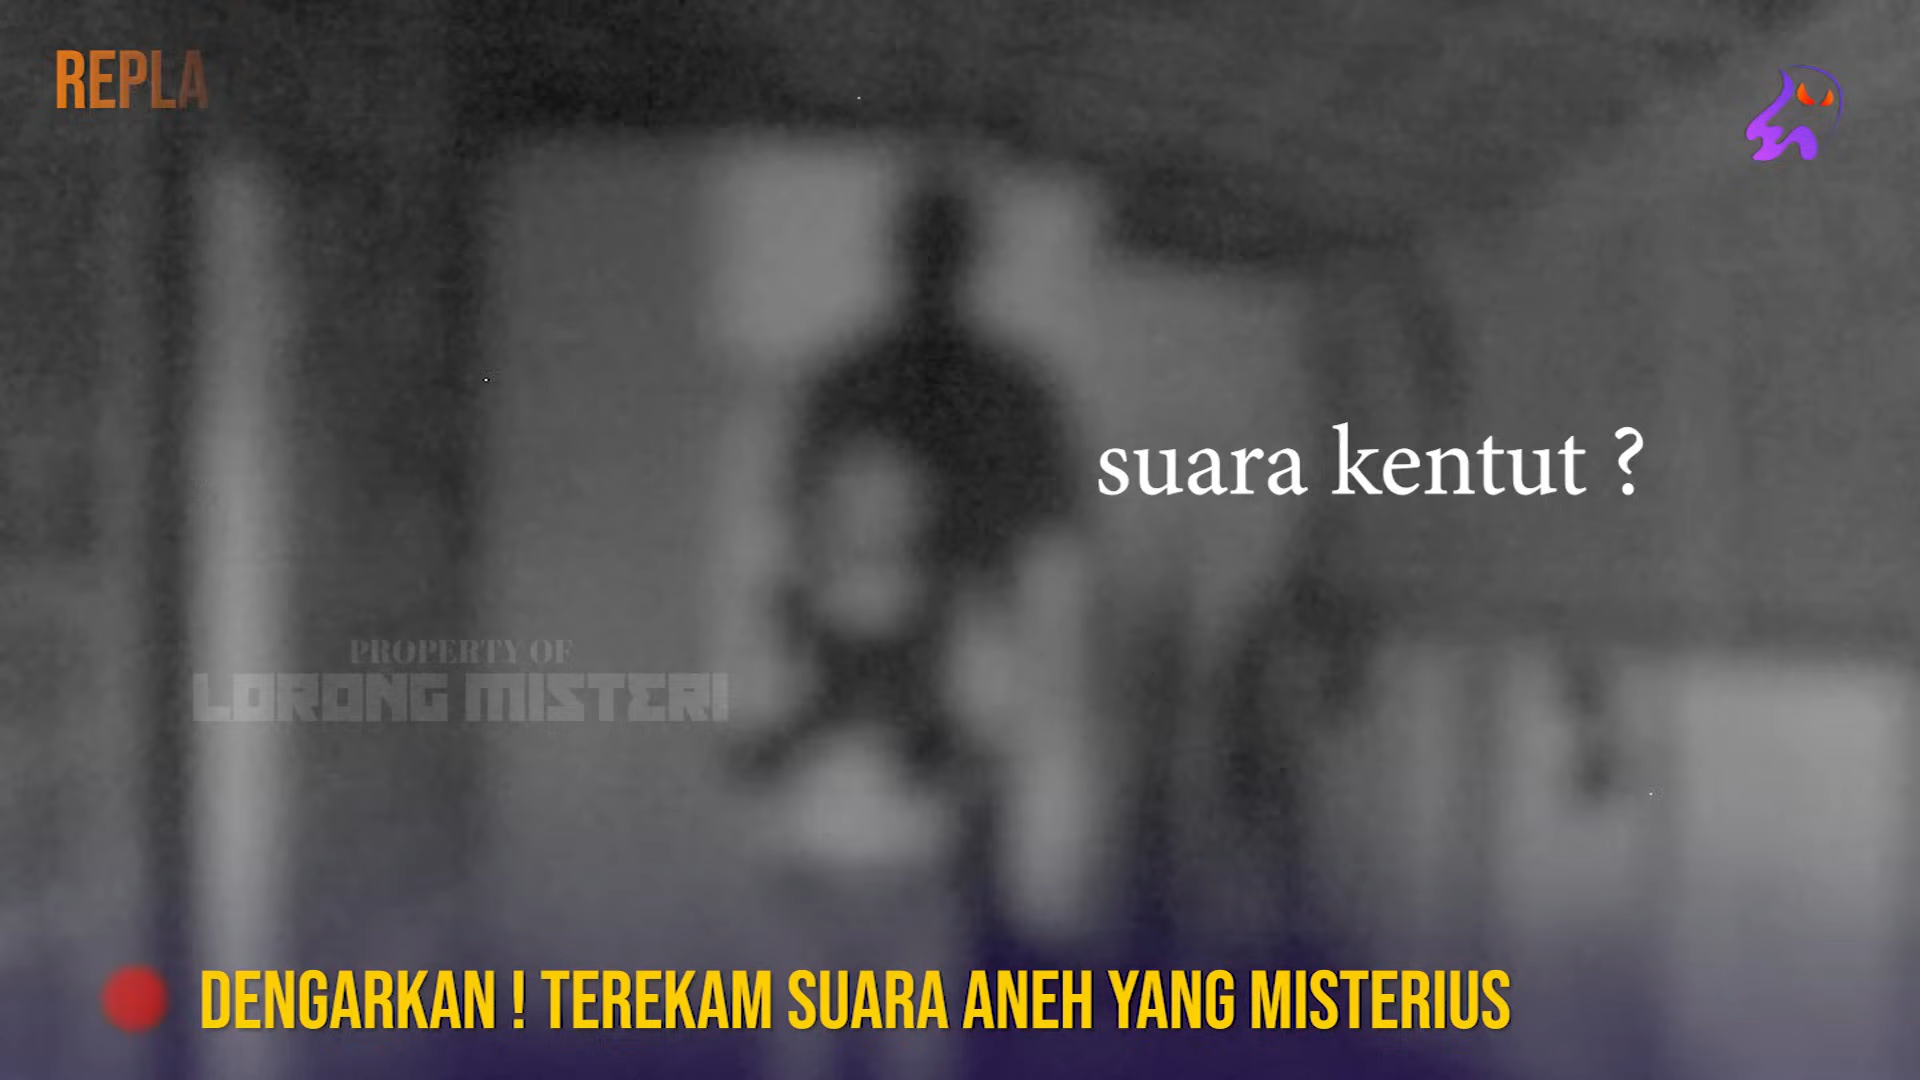 REPLA
suara kentut ?
PROPERTY OF
LORONG MISTERI
DENGARKAN ! TEREKAM SUARA ANEH YANG MISTERIUS